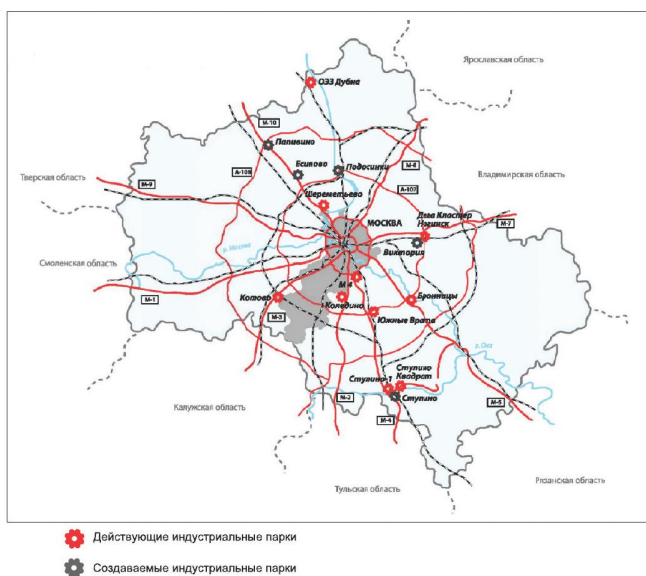 Ярославская область
ОЭЗ Дубна
М-10
Папивино
Есипово
Подосинки
М-8
А-108
Тверская область
Владимирская область
М-9
Шереметьево
А-107
Дега Кластер
Ногинск
МОСКВА
М-7
р. Москва
Виктория
Смоленская область
М-4
М-1
Котово
Коледино
Бронницы
М-3
Южные Врата
р. Ока
Ступино
Квадрат
Ступино-1
М-2
Ступино
М-5
Калужская область
М-4
Рязанская область
Тульская область
Действующие индустриальные парки
Создаваемые индустриальные парки